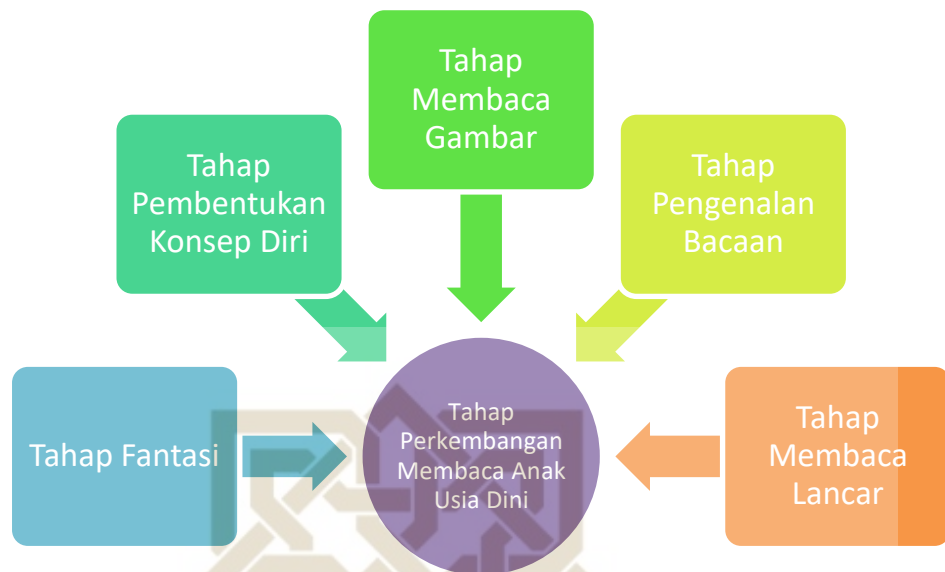 Tahap
Membaca
Gambar
Tahap
Pembentukan
Konsep Diri
Tahap
Pengenalan
Bacaan
Tahap Fantasi
Tahap
Perkembangan
Membaca Anak
Usia Dini
Tahap
Membaca
Lancar